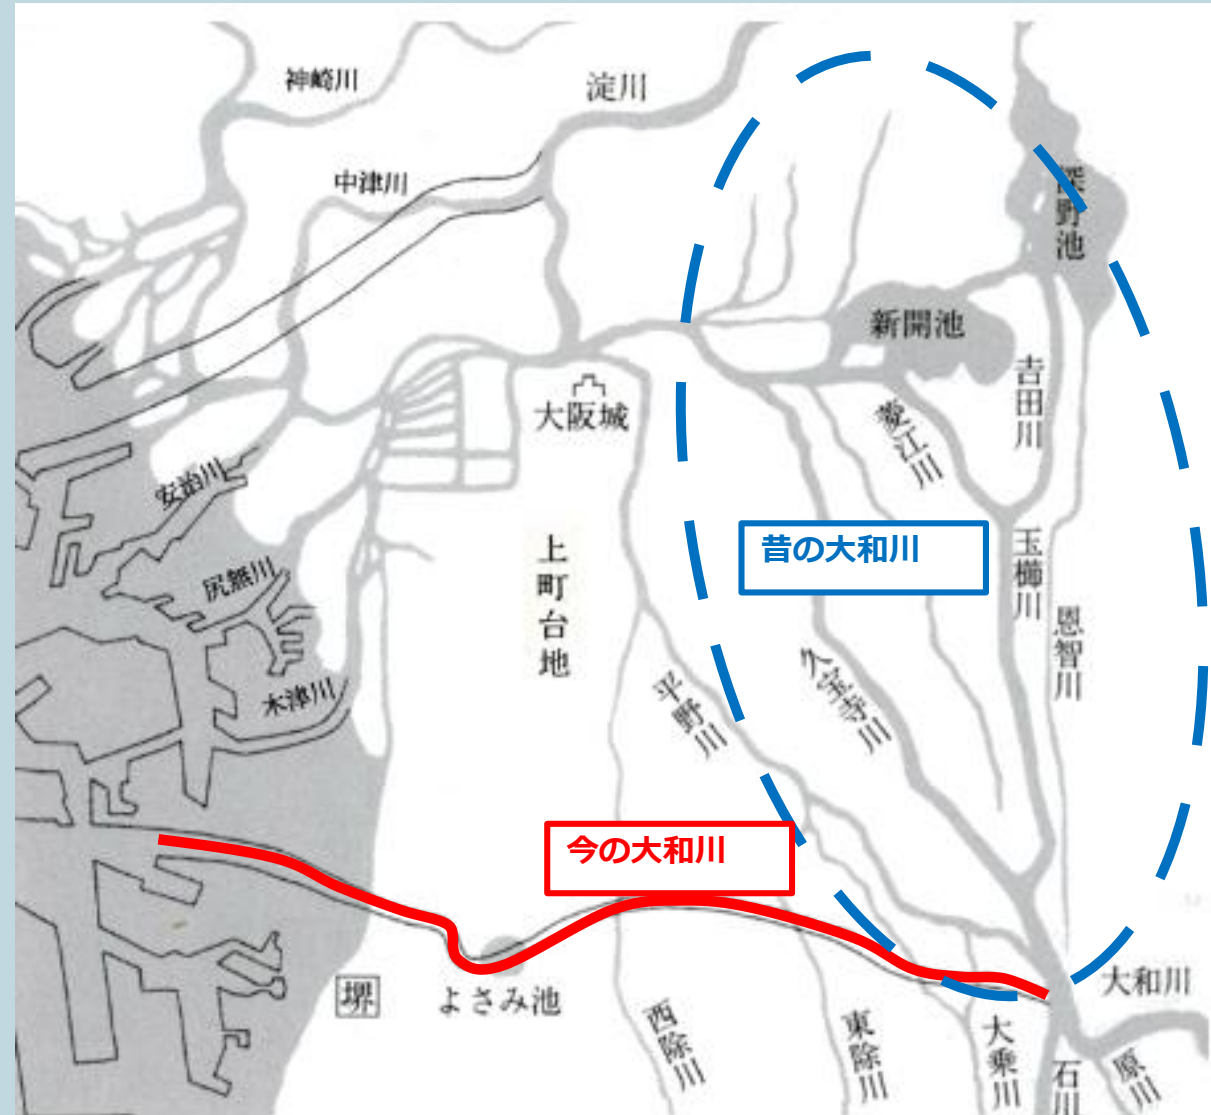 神崎川
淀川
中津川
深野池
新開池
大阪城
吉田川
菱江川
安治川
昔の大和川
上町台地
玉櫛川
尻無川
恩智川
木津川
平野川
久宝寺川
今の大和川
大和川
堺
よさみ池
西除川
東除川
大乗川
石川
原川